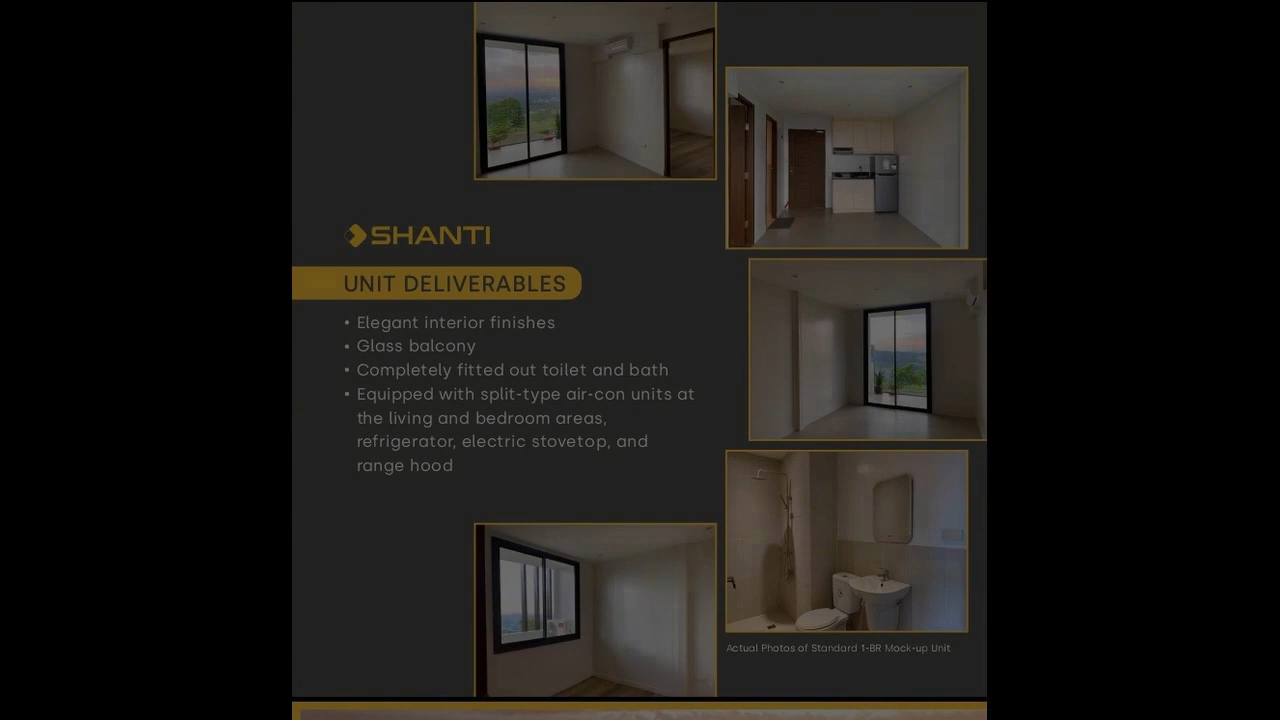 SHANTI
UNIT DELIVERABLES
• Elegant interior finishes
• Glass balcony
• Completely fitted out toilet and bath
• Equipped with split-type air-con units at
the living and bedroom areas,
refrigerator, electric stovetop, and
range hood
Actual Photos of Standard 1-BR Mock-up Unit